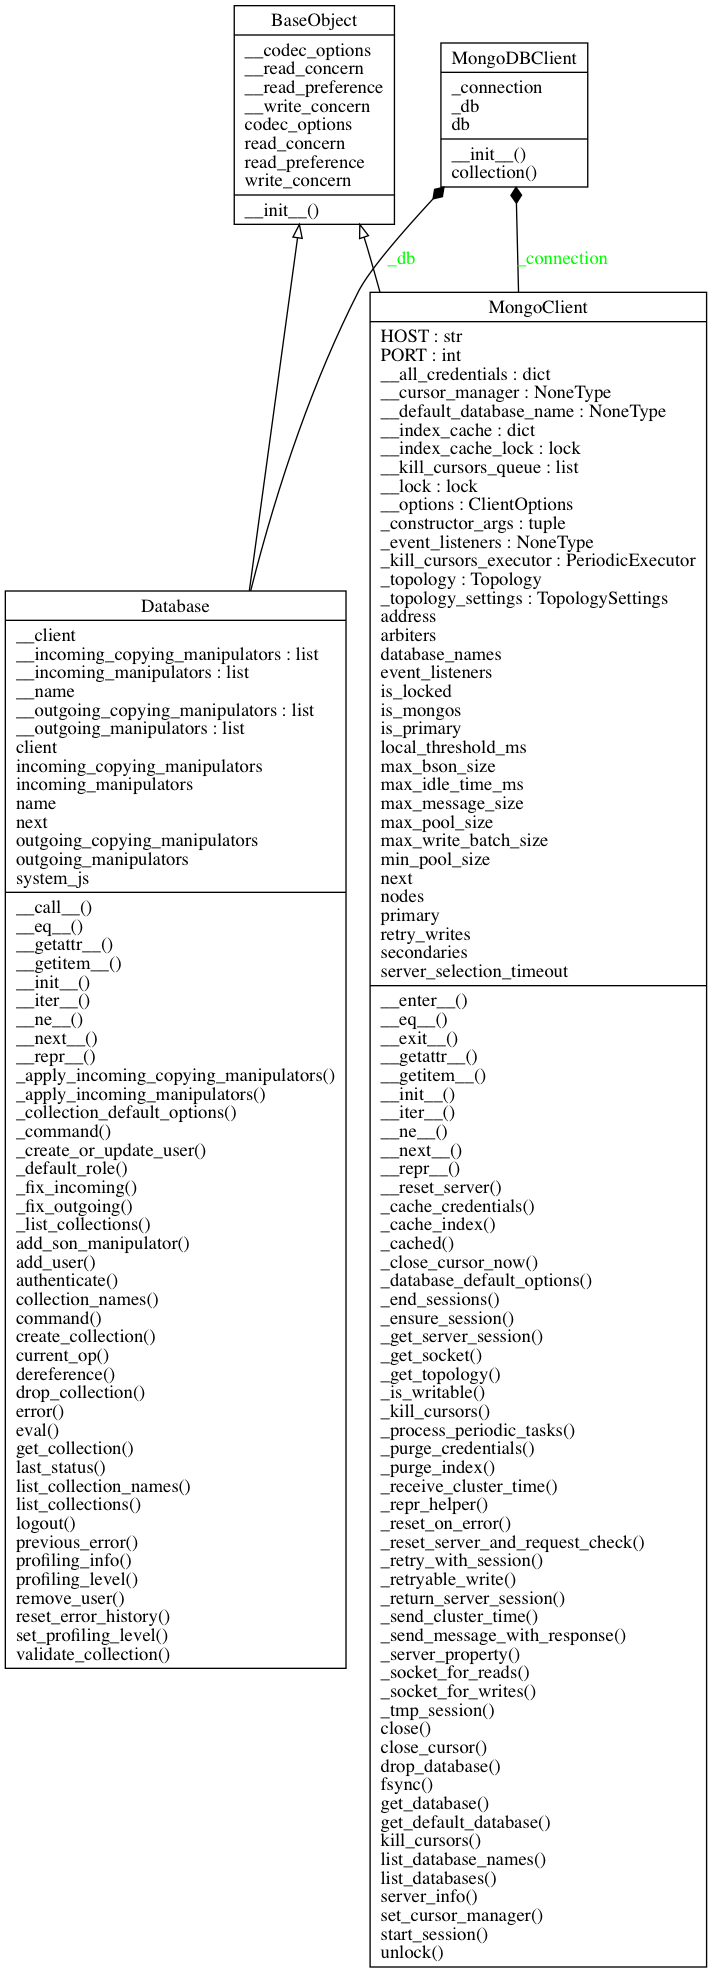 BaseObject
__codec_options
__read_concern
__read_preference
__write_concern
codec_options
read_concern
read_preference
write_concern
__init__()
MongoDBClient
_connection
_db
db
__init__()
collection()
_db
_connection
MongoClient
HOST : str
PORT : int
__all_credentials : dict
__cursor_manager : NoneType
__default_database_name : NoneType
__index_cache : dict
__index_cache_lock : lock
__kill_cursors_queue : list
__lock : lock
__options : ClientOptions
_constructor_args : tuple
_event_listeners : NoneType
_kill_cursors_executor : PeriodicExecutor
_topology : Topology
_topology_settings : TopologySettings
address
arbiters
database_names
event_listeners
is_locked
is_mongos
is_primary
local_threshold_ms
max_bson_size
max_idle_time_ms
max_message_size
max_pool_size
max_write_batch_size
min_pool_size
next
nodes
primary
retry_writes
secondaries
server_selection_timeout
__enter__()
__eq__()
__exit__()
__getattr__()
__getitem__()
__init__()
__iter__()
__ne__()
__next__()
__repr__()
__reset_server()
_cache_credentials()
_cache_index()
_cached()
_close_cursor_now()
_database_default_options()
_end_sessions()
_ensure_session()
_get_server_session()
_get_socket()
_get_topology()
_is_writable()
_kill_cursors()
_process_periodic_tasks()
_purge_credentials()
_purge_index()
_receive_cluster_time()
_repr_helper()
_reset_on_error()
_reset_server_and_request_check()
_retry_with_session()
_retryable_write()
_return_server_session()
_send_cluster_time()
_send_message_with_response()
_server_property()
_socket_for_reads()
_socket_for_writes()
_tmp_session()
close()
close_cursor()
drop_database()
fsync()
get_database()
get_default_database()
kill_cursors()
list_database_names()
list_databases()
server_info()
set_cursor_manager()
start_session()
unlock()
Database
__client
__incoming_copying_manipulators : list
__incoming_manipulators : list
__name
__outgoing_copying_manipulators : list
__outgoing_manipulators : list
client
incoming_copying_manipulators
incoming_manipulators
name
next
outgoing_copying_manipulators
outgoing_manipulators
system_js
__call__()
__eq__()
__getattr__()
__getitem__()
__init__()
__iter__()
__ne__()
__next__()
__repr__()
_apply_incoming_copying_manipulators()
_apply_incoming_manipulators()
_collection_default_options()
_command()
_create_or_update_user()
_default_role()
_fix_incoming()
_fix_outgoing()
_list_collections()
add_son_manipulator()
add_user()
authenticate()
collection_names()
command()
create_collection()
current_op()
dereference()
drop_collection()
error()
eval()
get_collection()
last_status()
list_collection_names()
list_collections()
logout()
previous_error()
profiling_info()
profiling_level()
remove_user()
reset_error_history()
set_profiling_level()
validate_collection()